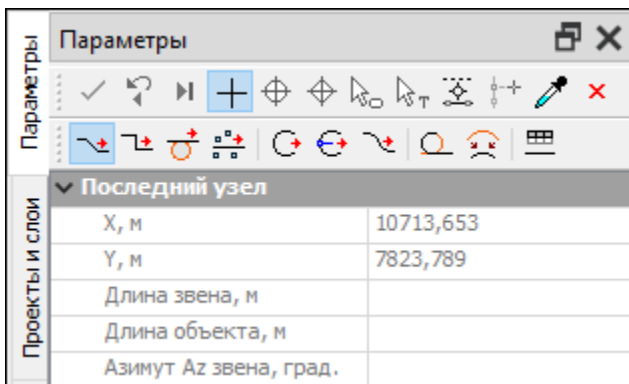 Параметры
Параметры
Проекты и слои
Последний узел
X, м 10713,653
Y, м 7823,789
Длина звена, м
Длина объекта, м
Азимут Az звена, град.